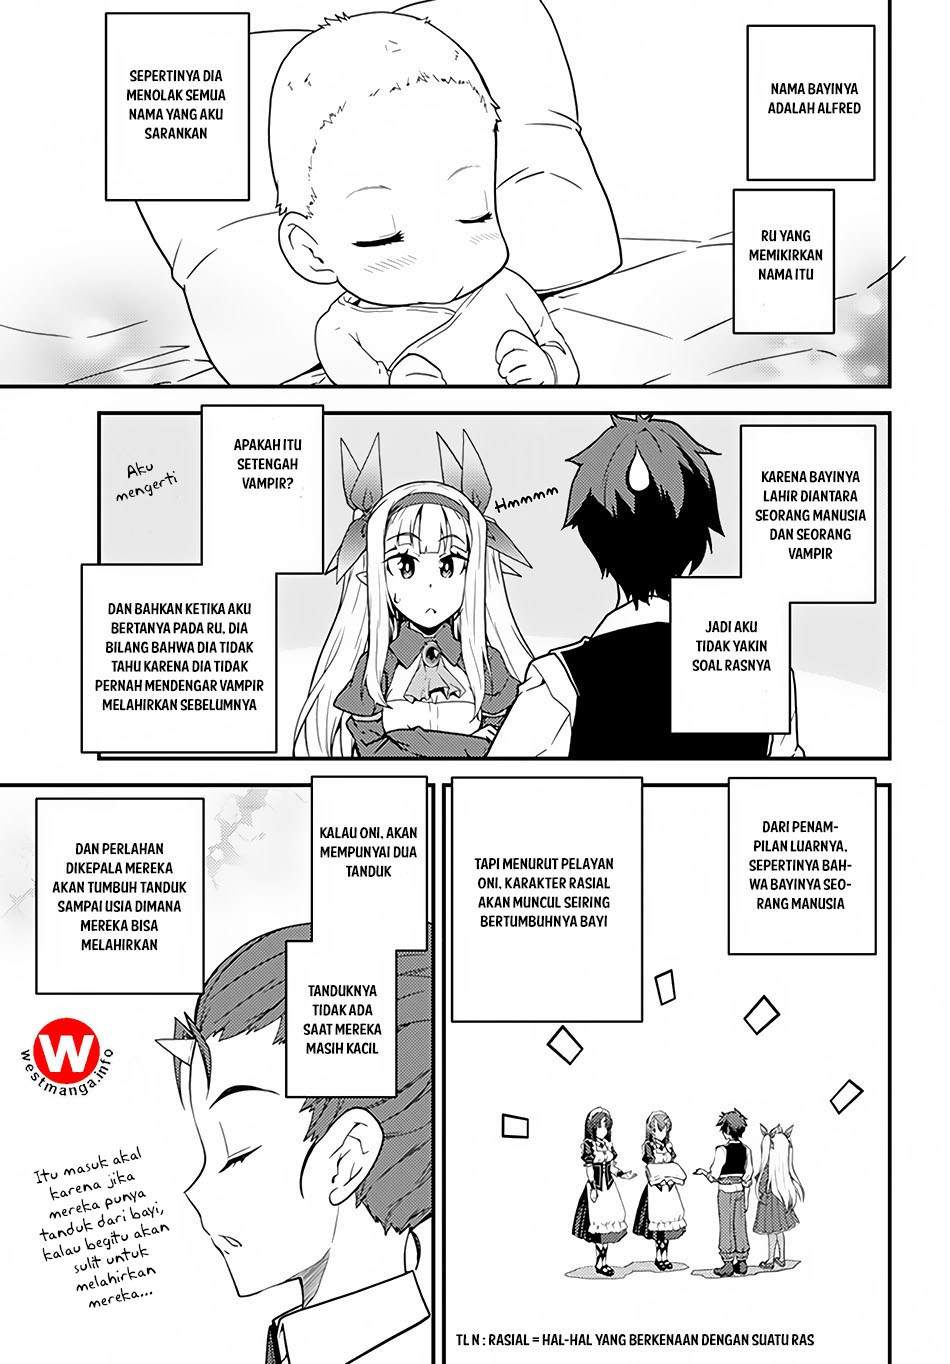 NAMA BAYINYA
ADALAH ALFRED
RU YANG
MEMIKIRKAN
NAMA ITU
SEPERTINYA DIA
MENOLAK SEMUA
NAMA YANG AKU
SARANKAN
KARENA BAYINYA
LAHIR DIANTARA
SEORANG MANUSIA
DAN SEORANG
VAMPIR
JADI AKU
TIDAK YAKIN
SOAL RASNYA
Hmmmm
APAKAH ITU
SETENGAH
VAMPIR?
Aku
mengerti
DAN BAHKAN KETIKA AKU
BERTANYA PADA RU, DIA
BILANG BAHWA DIA TIDAK
TAHU KARENA DIA TIDAK
PERNAH MENDENGAR VAMPIR
MELAHIRKAN SEBELUMNYA
DARI PENAM-
PILAN LUARNYA,
SEPERTINYA BAH-
WA BAYINYA SEO-
RANG MANUSIA
TAPI MENURUT PELAYAN
ONI, KARAKTER RASIAL
AKAN MUNCUL SEIRING
BERTUMBUHNYA BAYI
TL N : RASIAL = HAL-HAL YANG BERKENAAN DENGAN SUATU RAS
KALAU ONI, AKAN
MEMPUNYAI DUA
TANDUK
TANDUKNYA
TIDAK ADA
SAAT MEREKA
MASIH KACIL
DAN PERLAHAN
DIKEPALA MEREKA
AKAN TUMBUH TANDUK
SAMPAI USIA DIMANA
MEREKA BISA
MELAHIRKAN
W
westmanga.info
Itu masuk akal
karena jika
mereka punya
tanduk dari bayi,
kalau begitu akan
sulit untuk
melahirkan
mereka...